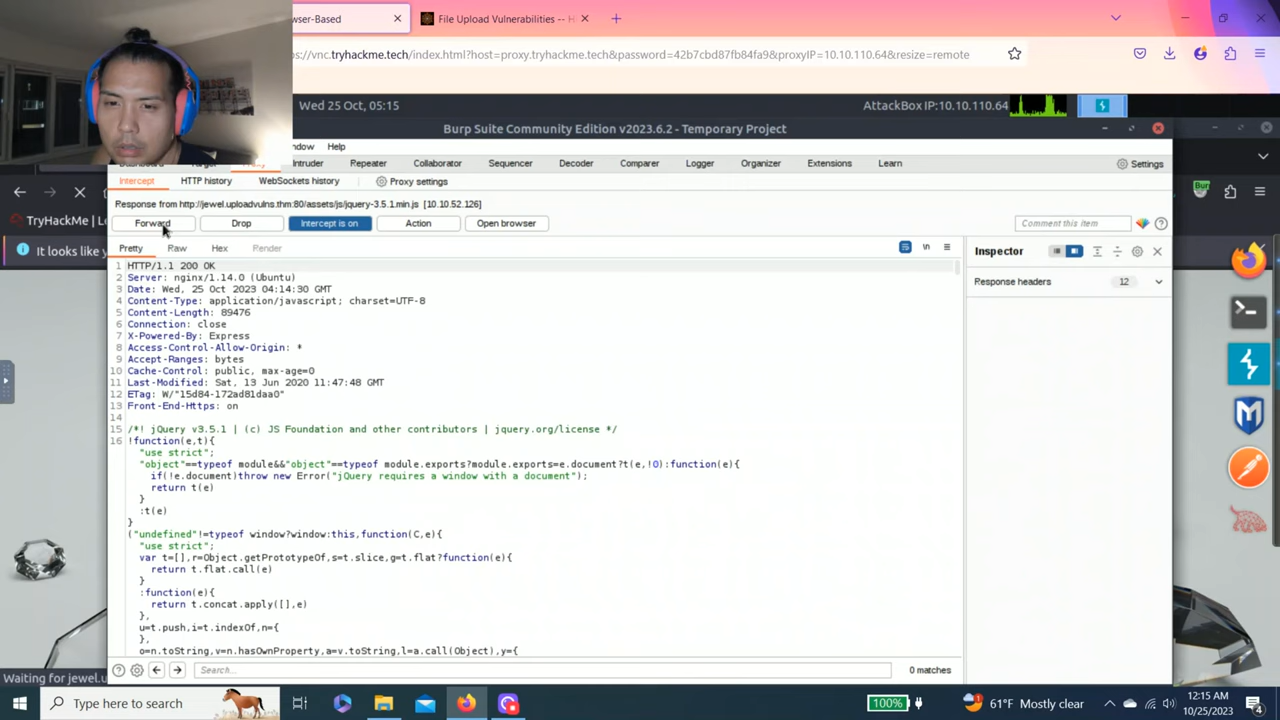 wser-Based
File Upload Vulnerabilities -- H
s://vnc.tryhackme.tech/index.html?host=proxy.tryhackme.tech&password=42b7cbd87fb84fa9&proxyIP=10.10.110.64&resize=remote
Wed 25 Oct, 05:15
AttackBox IP:10.10.110.64
Burp Suite Community Edition v2023.6.2 - Temporary Project
ndow Help
Intruder Repeater Collaborator Sequencer Decoder Comparer Logger Organizer Extensions Learn Settings
Intercept HTTP history WebSockets history Proxy settings
Response from http://jewel.uploadvulns.thm:80/assets/js/jquery-3.5.1.min.js [10.10.52.126]
Forward Drop Intercept is on Action Open browser Comment this item
TryHackMe |
It looks like y
Pretty Raw Hex Render \n
Inspector
Response headers 12
1 HTTP/1.1 200 OK
2 Server: nginx/1.14.0 (Ubuntu)
3 Date: Wed, 25 Oct 2023 04:14:30 GMT
4 Content-Type: application/javascript; charset=UTF-8
5 Content-Length: 89476
6 Connection: close
7 X-Powered-By: Express
8 Access-Control-Allow-Origin: *
9 Accept-Ranges: bytes
10 Cache-Control: public, max-age=0
11 Last-Modified: Sat, 13 Jun 2020 11:47:48 GMT
12 ETag: W/"15d84-172ad81daa0"
13 Front-End-Https: on
14
15 /*! jQuery v3.5.1 | (c) JS Foundation and other contributors | jquery.org/license */
16 !function(e,t){
"use strict";
"object"==typeof module&&"object"==typeof module.exports?module.exports=e.document?t(e,!0):function(e){
if(!e.document)throw new Error("jQuery requires a window with a document");
return t(e)
}
:t(e)
}
("undefined"!=typeof window?window:this,function(C,e){
"use strict";
var t=[],r=Object.getPrototypeOf,s=t.slice,g=t.flat?function(e){
return t.flat.call(e)
}
:function(e){
return t.concat.apply([],e)
},
u=t.push,i=t.indexOf,n={
},
o=n.toString,v=n.hasOwnProperty,a=v.toString,l=a.call(Object),y={
Search...
0 matches
Waiting for jewel.u
Type here to search
100%
61°F Mostly clear
12:15 AM
10/25/2023
4